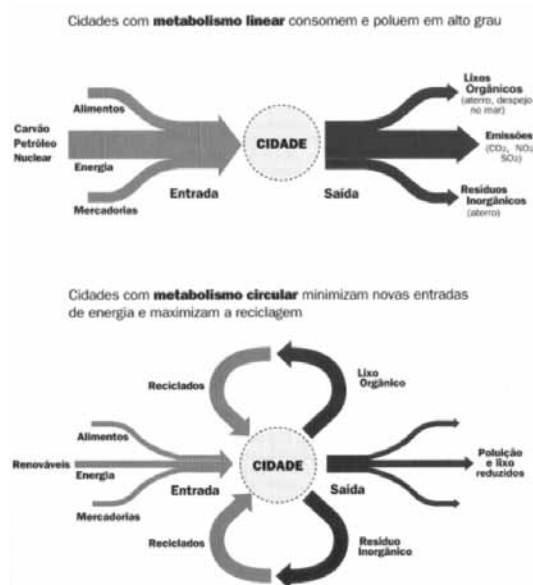 Cidades com metabolismo linear consomem e poluem em alto grau
Alimentos
Carvão
Petróleo
Nuclear
Energia
Mercadorias
Entrada
CIDADE
Saída
Lixos
Orgânicos
(aterro, despejo
no mar)
Emissões
(CO₂, NO₂
SO₂)
Resíduos
Inorgânicos
(aterro)
Cidades com metabolismo circular minimizam novas entradas
de energia e maximizam a reciclagem
Reciclados
Lixo
Orgânico
Alimentos
Renováveis
Energia
Mercadorias
Entrada
CIDADE
Saída
Poluição
e lixo
reduzidos
Reciclados
Resíduo
Inorgânico